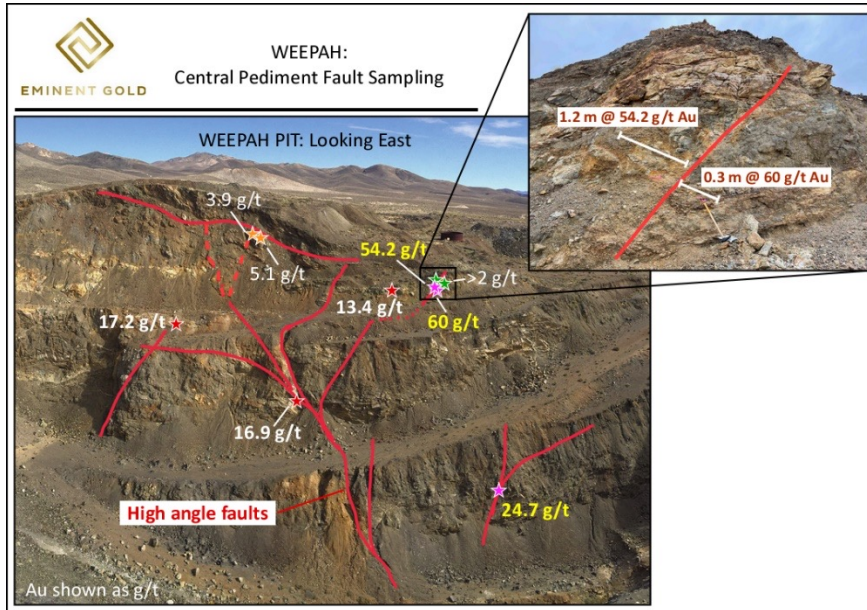 EMINENT GOLD
WEEPAH:
Central Pediment Fault Sampling
WEEPAH PIT: Looking East
3.9 g/t
5.1 g/t
54.2 g/t
>2 g/t
13.4 g/t
60 g/t
17.2 g/t
16.9 g/t
High angle faults
24.7 g/t
Au shown as g/t
1.2 m @ 54.2 g/t Au
0.3 m @ 60 g/t Au